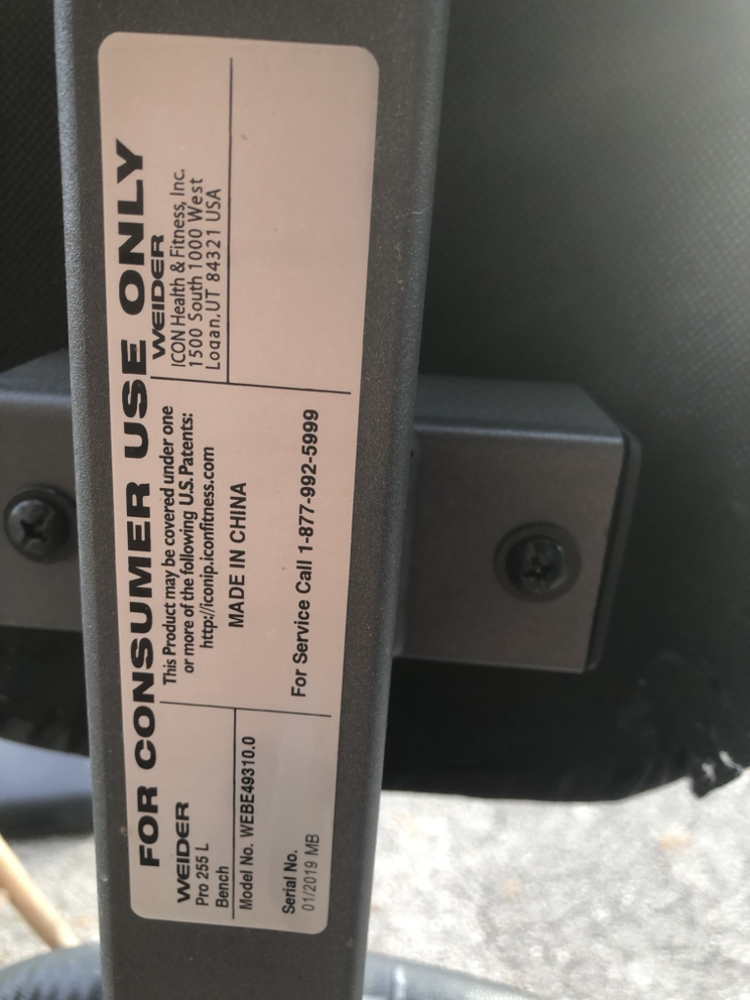 FOR CONSUMER USE ONLY
WEIDER
Pro 255 L
Bench
Model No. WEBE49310.0
Serial No.
01/2019 MB
This Product may be covered under one
or more of the following U.S. Patents:
http://iconip.iconfitness.com
MADE IN CHINA
For Service Call 1-877-992-5999
WEIDER
ICON Health & Fitness, Inc.
1500 South 1000 West
Logan, UT 84321 USA